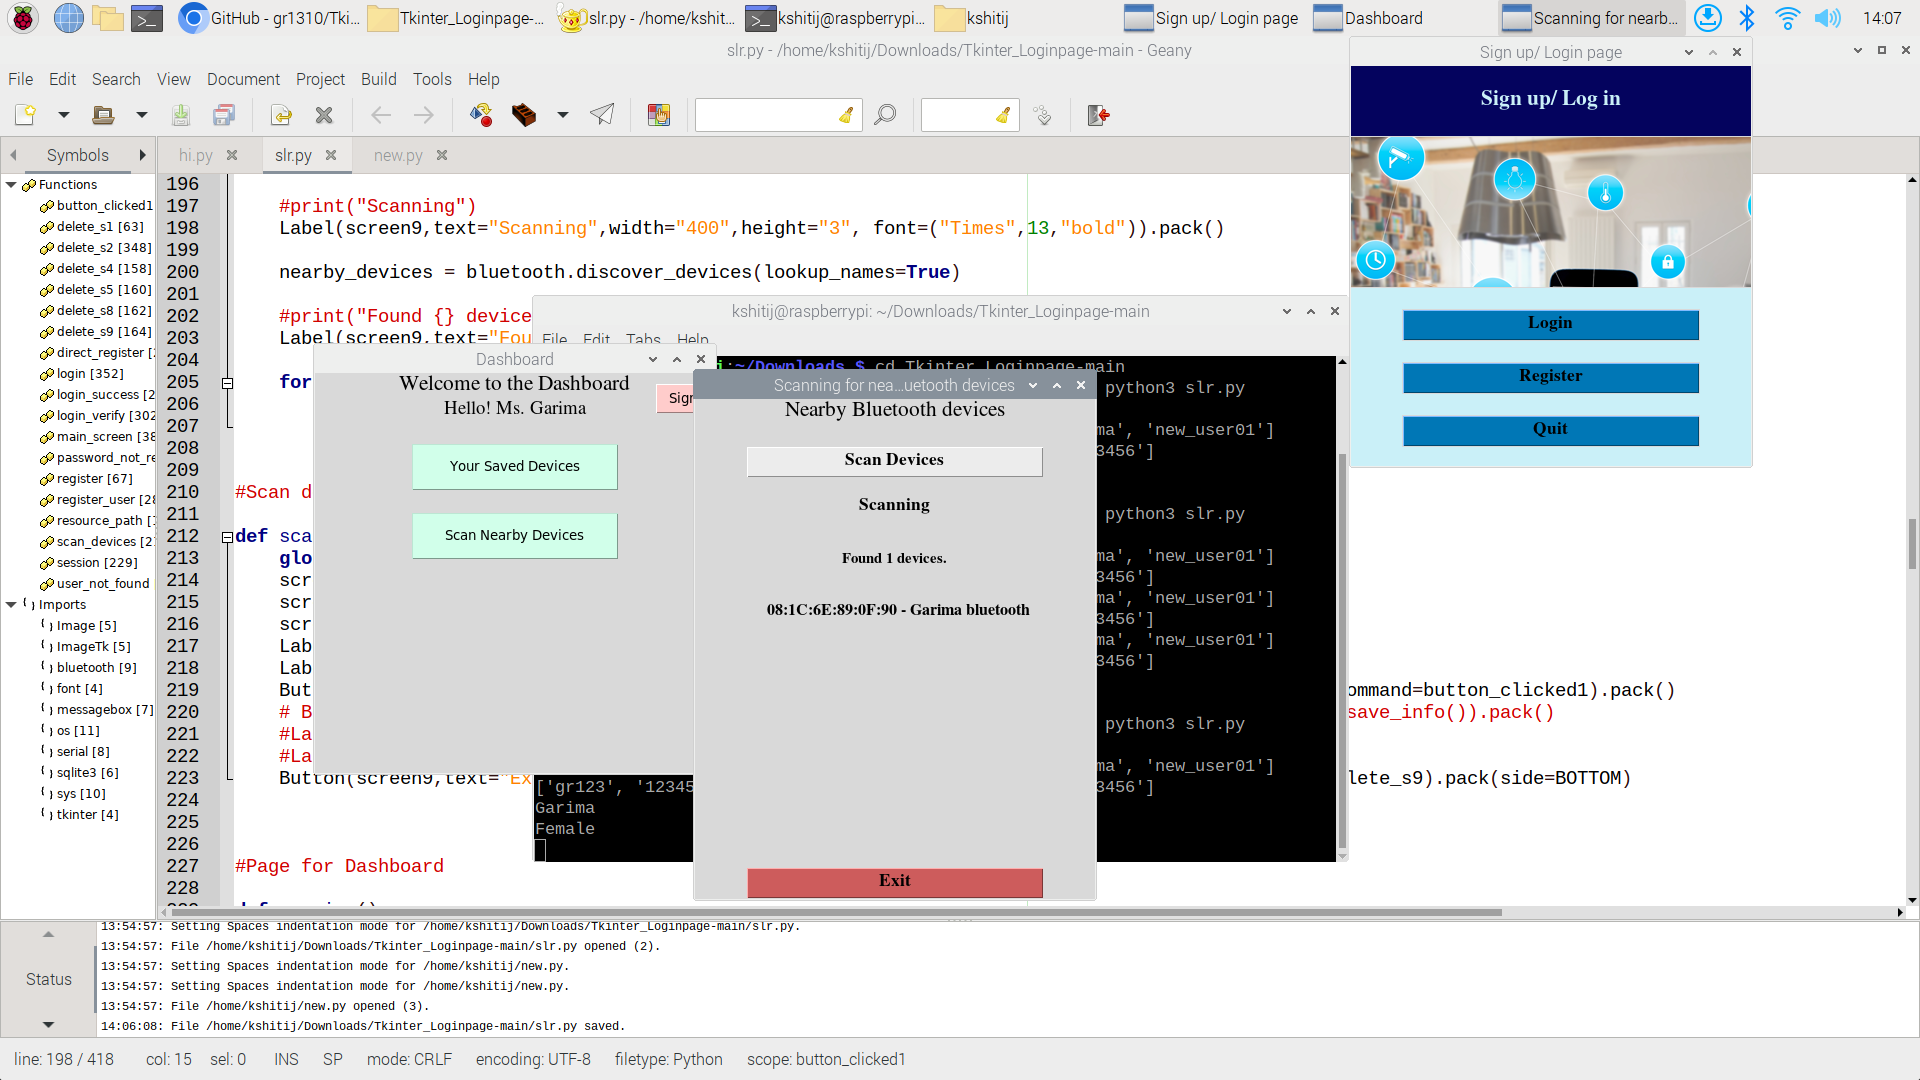 GitHub - gr1310/Tki...
Tkinter_Loginpage-...
slr.py - /home/kshit...
kshitij@raspberrypi...
kshitij
Sign up/ Login page
Dashboard
Scanning for nearb...
14:07
slr.py - /home/kshitij/Downloads/Tkinter_Loginpage-main - Geany
File Edit Search View Document Project Build Tools Help
Symbols
hi.py
slr.py
new.py
Functions
button_clicked1
delete_s1 [63]
delete_s2 [348]
delete_s4 [158]
delete_s5 [160]
delete_s8 [162]
delete_s9 [164]
direct_register [
login [352]
login_success [2
login_verify [302
main_screen [38
password_not_re
register [67]
register_user [28
resource_path [
scan_devices [2
session [229]
user_not_found
Imports
Image [5]
ImageTk [5]
bluetooth [9]
font [4]
messagebox [7]
os [11]
serial [8]
sqlite3 [6]
sys [10]
tkinter [4]
196
197 #print("Scanning")
198 Label(screen9,text="Scanning",width="400",height="3", font=("Times",13,"bold")).pack()
199
200 nearby_devices = bluetooth.discover_devices(lookup_names=True)
201
202 #print("Found {} device
203 Label(screen9,text="Fou
204
205 for
206
207
208
209
210 #Scan d
211
212 def sca
213 glo
214 scr
215 scr
216 scr
217 Lab
218 Lab
219 But ommand=button_clicked1).pack()
220 # B save_info()).pack()
221 #La
222 #La
223 Button(screen9,text="Ex lete_s9).pack(side=BOTTOM)
224
225
226
227 #Page for Dashboard
228
kshitij@raspberrypi: ~/Downloads/Tkinter_Loginpage-main
File Edit Tabs Help
i:~/Downloads $ cd Tkinter_Loginpage-main
python3 slr.py
ma', 'new_user01']
3456']
python3 slr.py
ma', 'new_user01']
3456']
ma', 'new_user01']
3456']
ma', 'new_user01']
3456']
python3 slr.py
ma', 'new_user01']
3456']
['gr123', '12345
Garima
Female
Dashboard
Welcome to the Dashboard
Hello! Ms. Garima
Sign
Your Saved Devices
Scan Nearby Devices
Scanning for nea...uetooth devices
Nearby Bluetooth devices
Scan Devices
Scanning
Found 1 devices.
08:1C:6E:89:0F:90 - Garima bluetooth
Exit
Sign up/ Login page
Sign up/ Log in
Login
Register
Quit
Status
13:54:57: Setting Spaces indentation mode for /home/kshitij/Downloads/Tkinter_Loginpage-main/slr.py.
13:54:57: File /home/kshitij/Downloads/Tkinter_Loginpage-main/slr.py opened (2).
13:54:57: Setting Spaces indentation mode for /home/kshitij/new.py.
13:54:57: Setting Spaces indentation mode for /home/kshitij/new.py.
13:54:57: File /home/kshitij/new.py opened (3).
14:06:08: File /home/kshitij/Downloads/Tkinter_Loginpage-main/slr.py saved.
line: 198 / 418 col: 15 sel: 0 INS SP mode: CRLF encoding: UTF-8 filetype: Python scope: button_clicked1